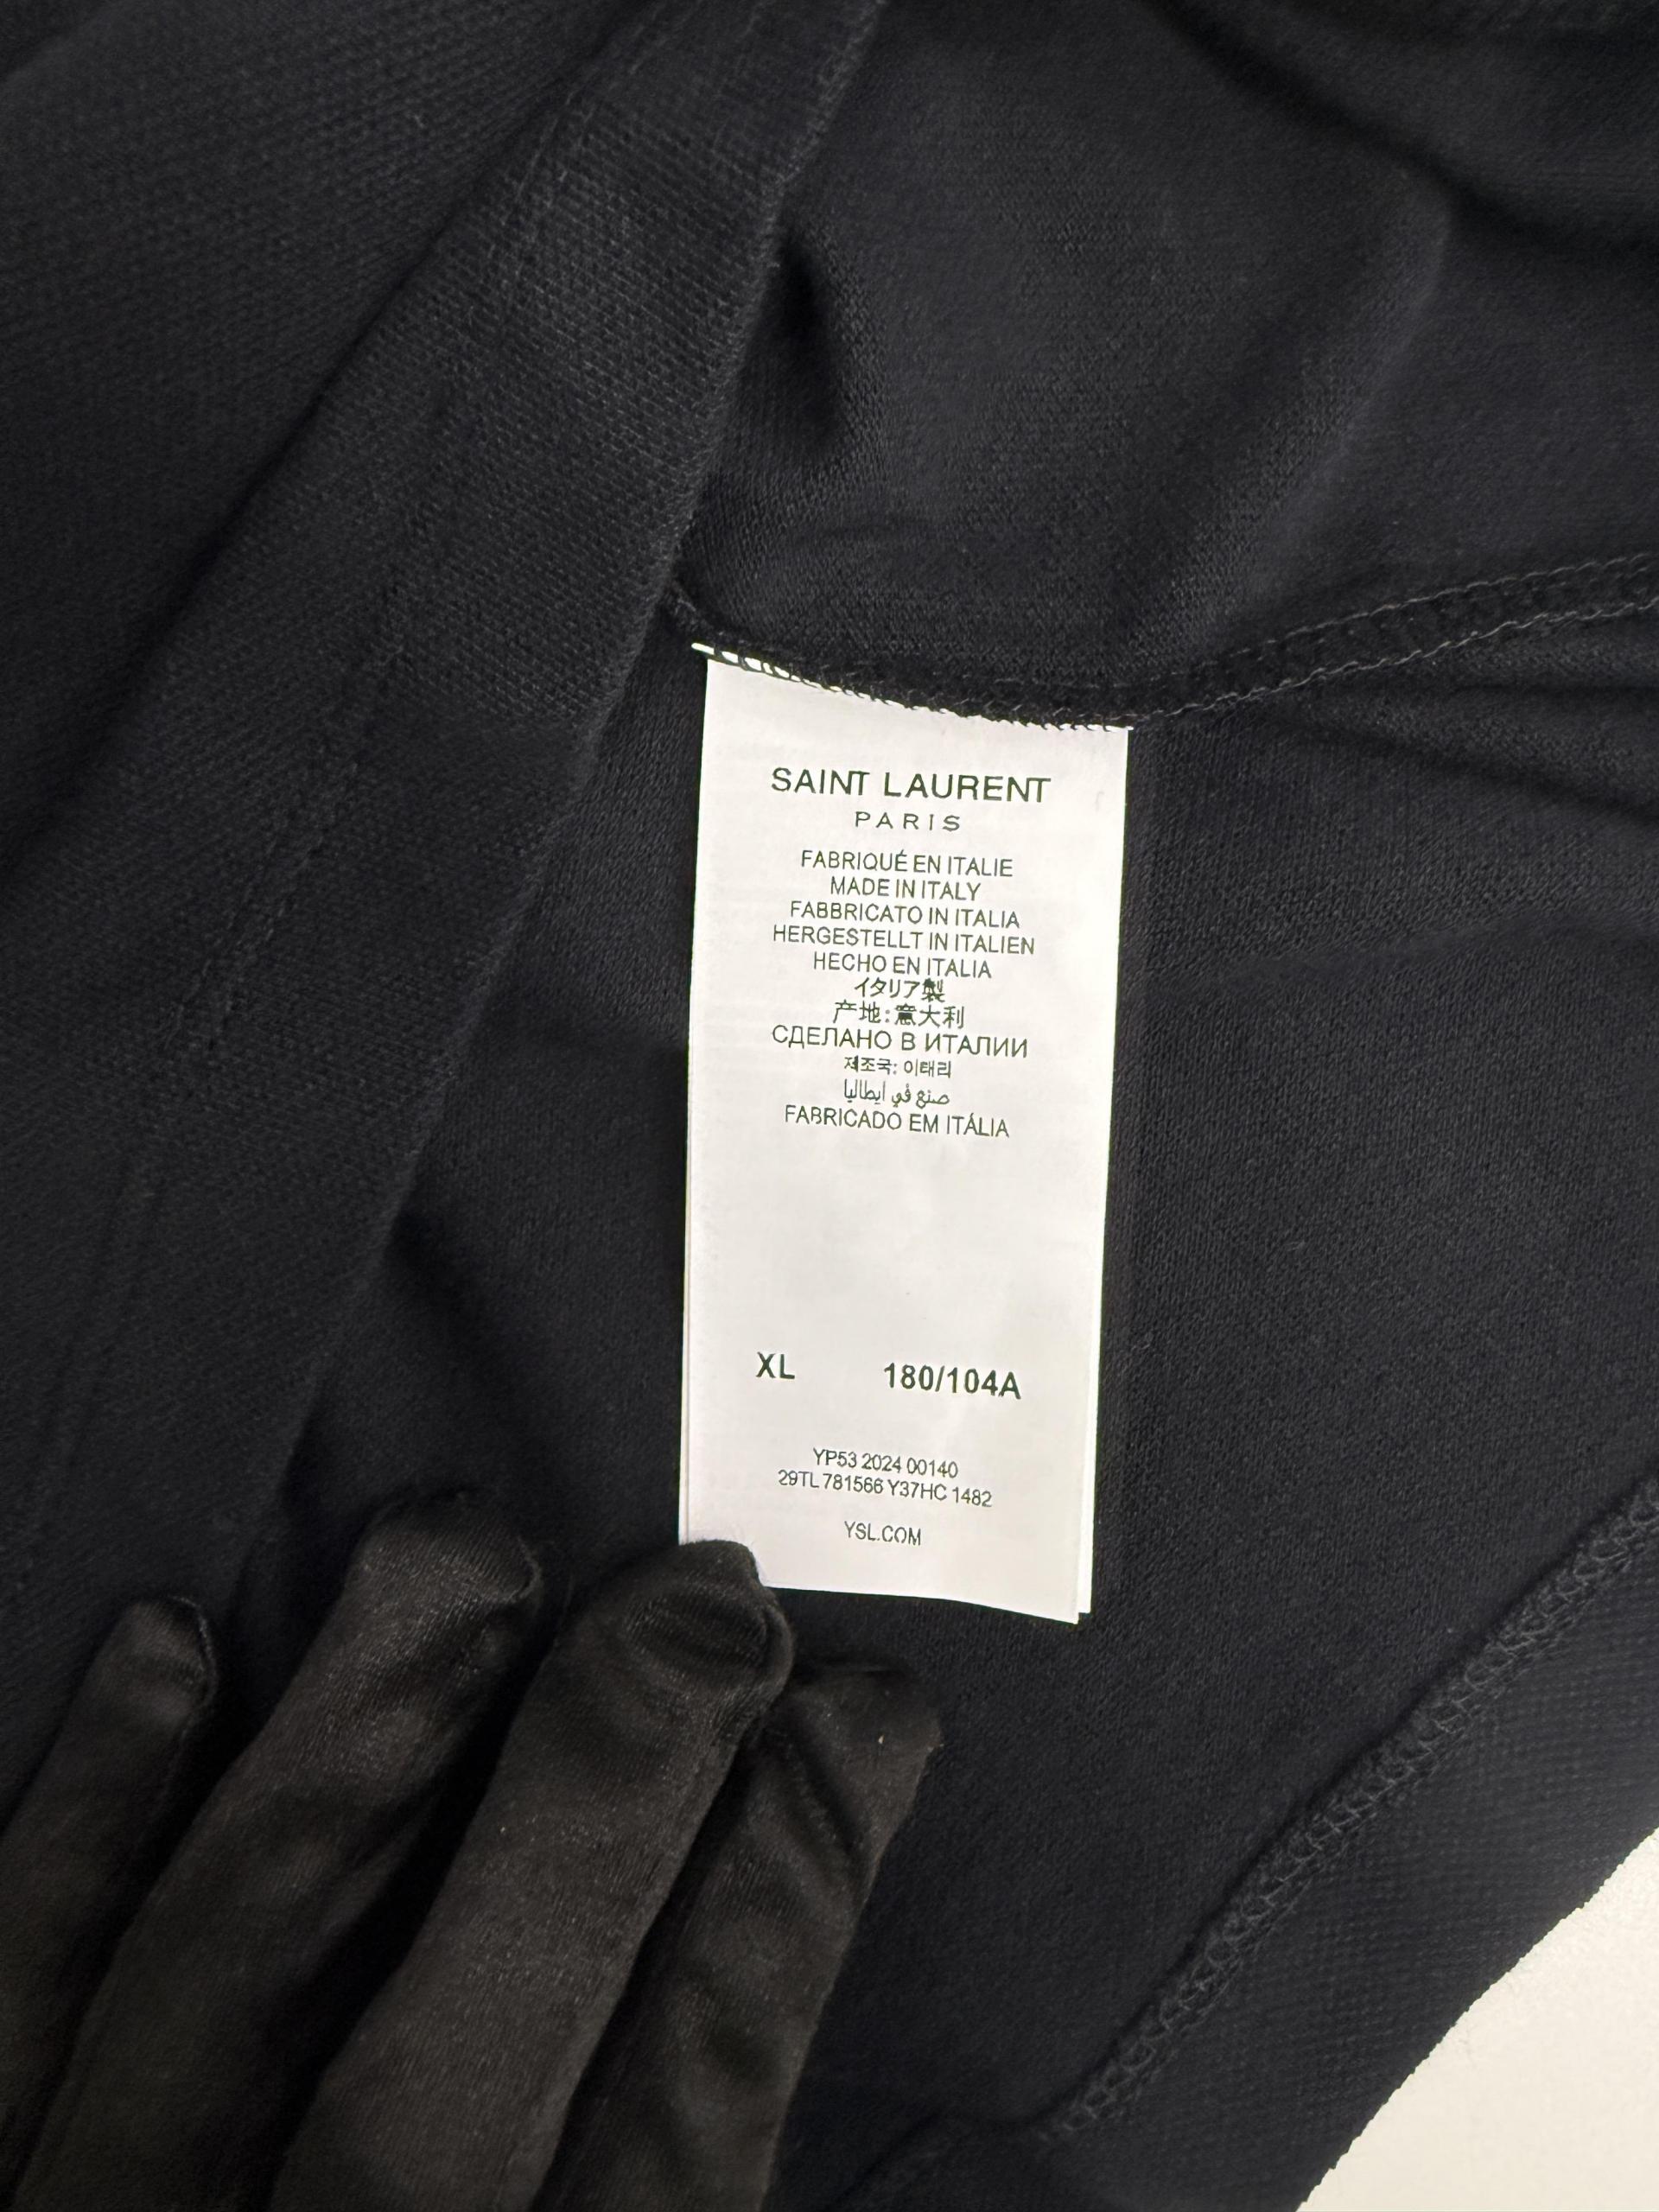 SAINT LAURENT
PARIS
FABRIQUÉ EN ITALIE
MADE IN ITALY
FABBRICATO IN ITALIA
HERGESTELLT IN ITALIEN
HECHO EN ITALIA
イタリア製
产地:意大利
СДЕЛАНО В ИТАЛИИ
제조국: 이태리
صنع في ايطاليا
FABRICADO EM ITÁLIA
XL 180/104A
YP53 2024 00140
29TL 781566 Y37HC 1482
YSL.COM